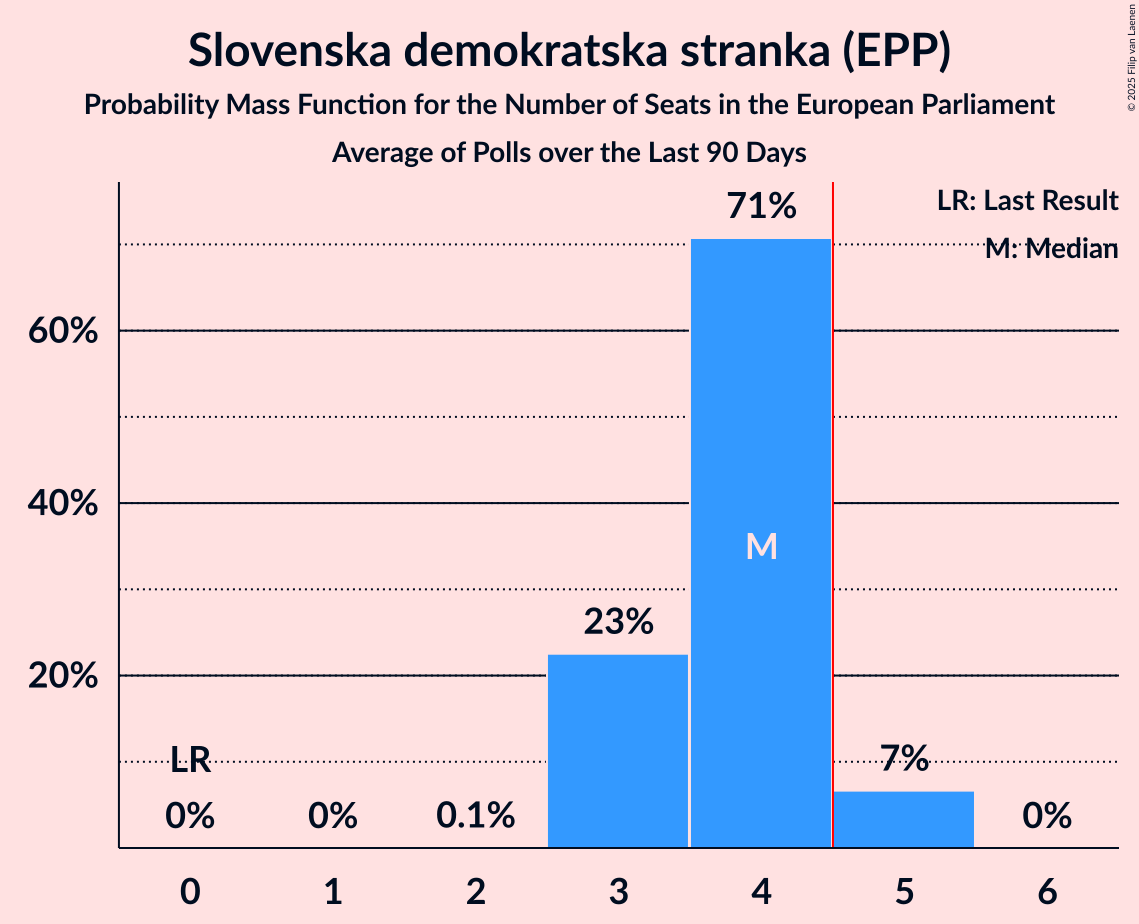 Slovenska demokratska stranka (EPP)
Probability Mass Function for the Number of Seats in the European Parliament
Average of Polls over the Last 90 Days
© 2025 Filip van Laenen
LR: Last Result
M: Median
71%
60%
40%
M
23%
20%
LR
7%
0%
0%
0.1%
0%
0
1
2
3
4
5
6